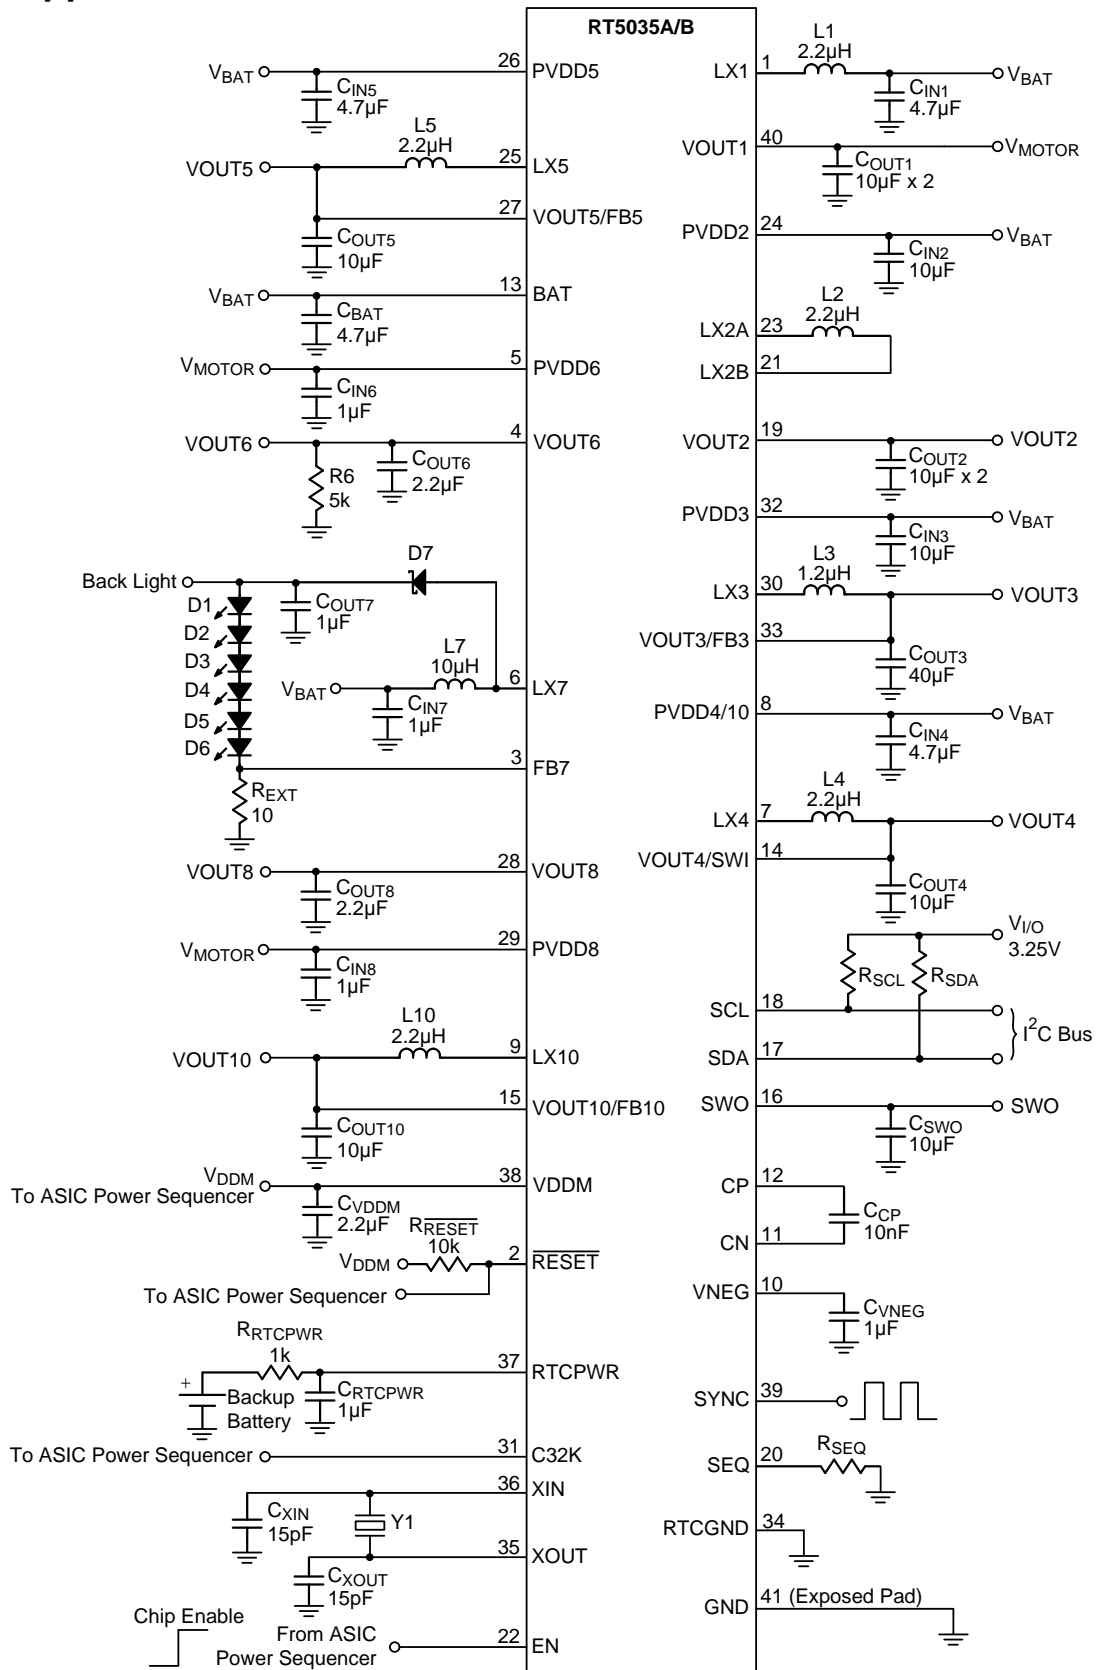 RT5035A/B
VBAT
26
PVDD5
CIN5
4.7µF
L5
2.2µH
VOUT5
25
LX5
27
VOUT5/FB5
COUT5
10µF
VBAT
13
BAT
CBAT
4.7µF
VMOTOR
5
PVDD6
CIN6
1µF
VOUT6
4
VOUT6
R6
5k
COUT6
2.2µF
D7
Back Light
D1
D2
D3
D4
D5
D6
COUT7
1µF
L7
10µH
VBAT
6
LX7
CIN7
1µF
3
FB7
REXT
10
VOUT8
28
VOUT8
COUT8
2.2µF
VMOTOR
29
PVDD8
CIN8
1µF
L10
2.2µH
VOUT10
9
LX10
15
VOUT10/FB10
COUT10
10µF
VDDM
To ASIC Power Sequencer
38
VDDM
CVDDM
2.2µF
RRESET
10k
VDDM
2
RESET
To ASIC Power Sequencer
RRTCPWR
1k
37
RTCPWR
+
Backup
Battery
CRTCPWR
1µF
To ASIC Power Sequencer
31
C32K
36
XIN
CXIN
15pF
Y1
35
XOUT
CXOUT
15pF
Chip Enable
From ASIC
Power Sequencer
22
EN
L1
2.2µH
LX1
1
VBAT
CIN1
4.7µF
VOUT1
40
VMOTOR
COUT1
10µF x 2
PVDD2
24
VBAT
CIN2
10µF
L2
2.2µH
LX2A
23
LX2B
21
VOUT2
19
VOUT2
COUT2
10µF x 2
PVDD3
32
VBAT
CIN3
10µF
L3
1.2µH
LX3
30
VOUT3
VOUT3/FB3
33
COUT3
40µF
PVDD4/10
8
VBAT
CIN4
4.7µF
L4
2.2µH
LX4
7
VOUT4
VOUT4/SWI
14
COUT4
10µF
VI/O
3.25V
RSCL
RSDA
SCL
18
SDA
17
I2C Bus
SWO
16
SWO
CSWO
10µF
CP
12
CCP
10nF
CN
11
VNEG
10
CVNEG
1µF
SYNC
39
RSEQ
SEQ
20
RTCGND
34
GND
41 (Exposed Pad)